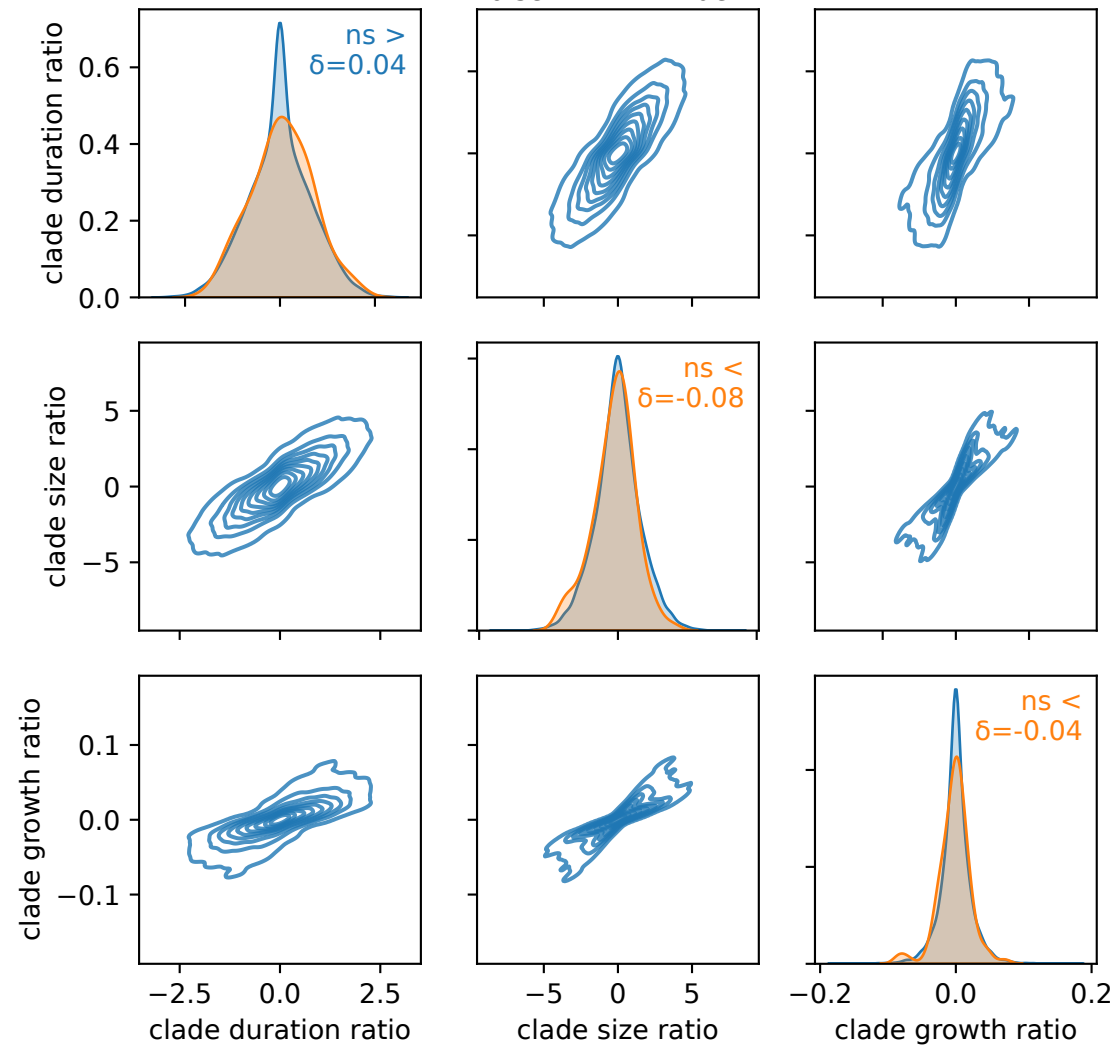 clade duration ratio
0.6
0.4
0.2
0.0
ns >
δ=0.04
clade size ratio
5
0
−5
ns <
δ=-0.08
clade growth ratio
0.1
0.0
−0.1
ns <
δ=-0.04
−2.5 0.0 2.5
−5 0 5
−0.2 0.0 0.2
clade duration ratio
clade size ratio
clade growth ratio